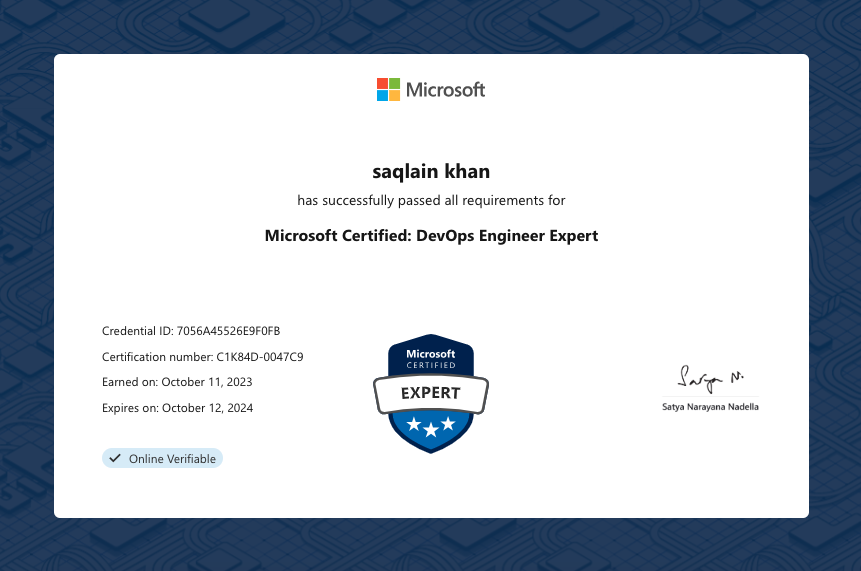 Microsoft
saqlain khan
has successfully passed all requirements for
Microsoft Certified: DevOps Engineer Expert
Credential ID: 7056A45526E9F0FB
Certification number: C1K84D-0047C9
Earned on: October 11, 2023
Expires on: October 12, 2024
Online Verifiable
Microsoft
CERTIFIED
EXPERT
Satya N.
Satya Narayana Nadella